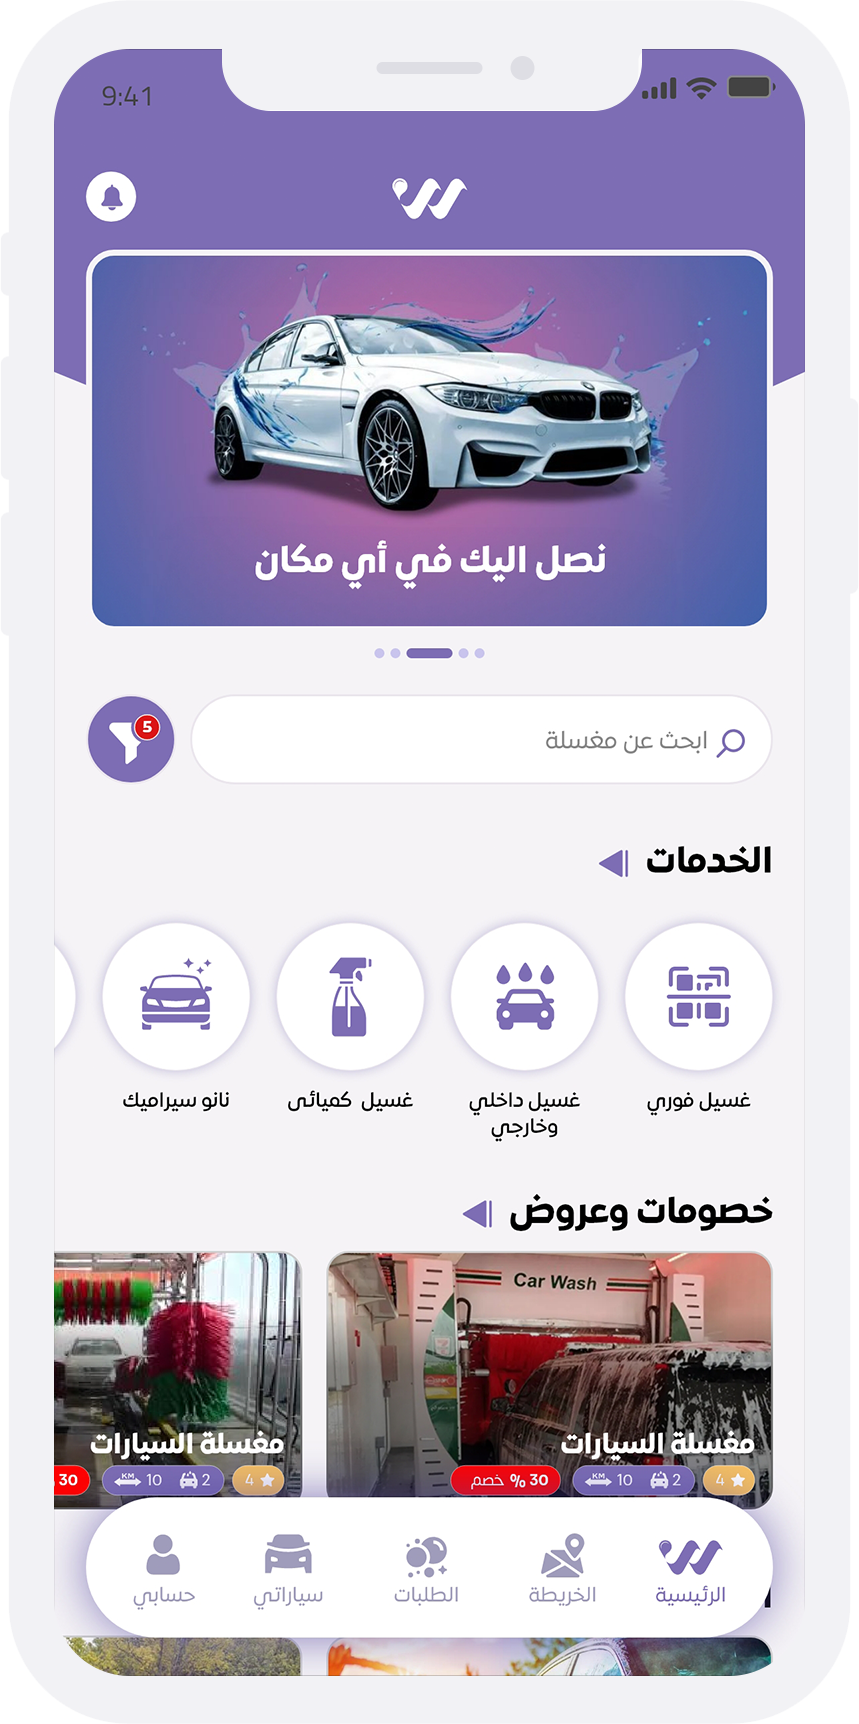 9:41
نصل اليك في أي مكان
5
ابحث عن مغسلة
الخدمات
غسيل فوري
غسيل داخلي
وخارجي
غسيل كميائى
نانو سيراميك
خصومات وعروض
Car Wash
مغسلة السيارات
4 2 10 KM 30 % خصم
مغسلة السيارات
4 2 10 KM 30
الرئيسية
الخريطة
الطلبات
سياراتي
حسابي